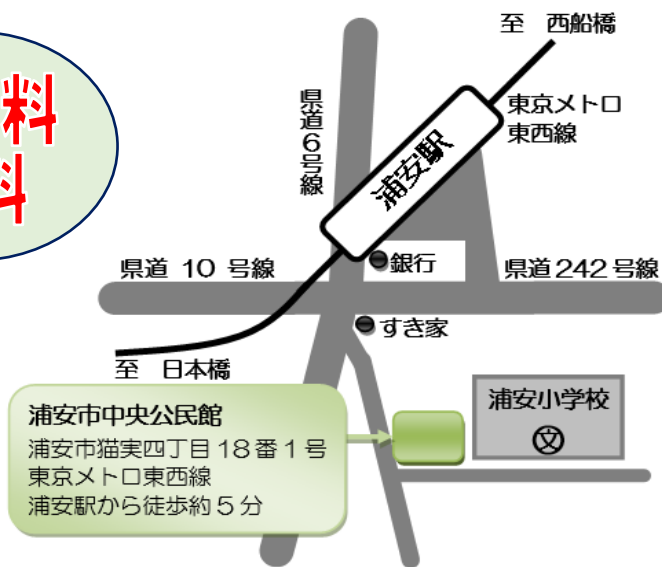 至 西船橋
料
料
県道6号線
東京メトロ
東西線
浦安駅
銀行
県道 10 号線
県道242号線
すき家
至 日本橋
浦安市中央公民館
浦安市猫実四丁目18番1号
東京メトロ東西線
浦安駅から徒歩約5分
浦安小学校
文